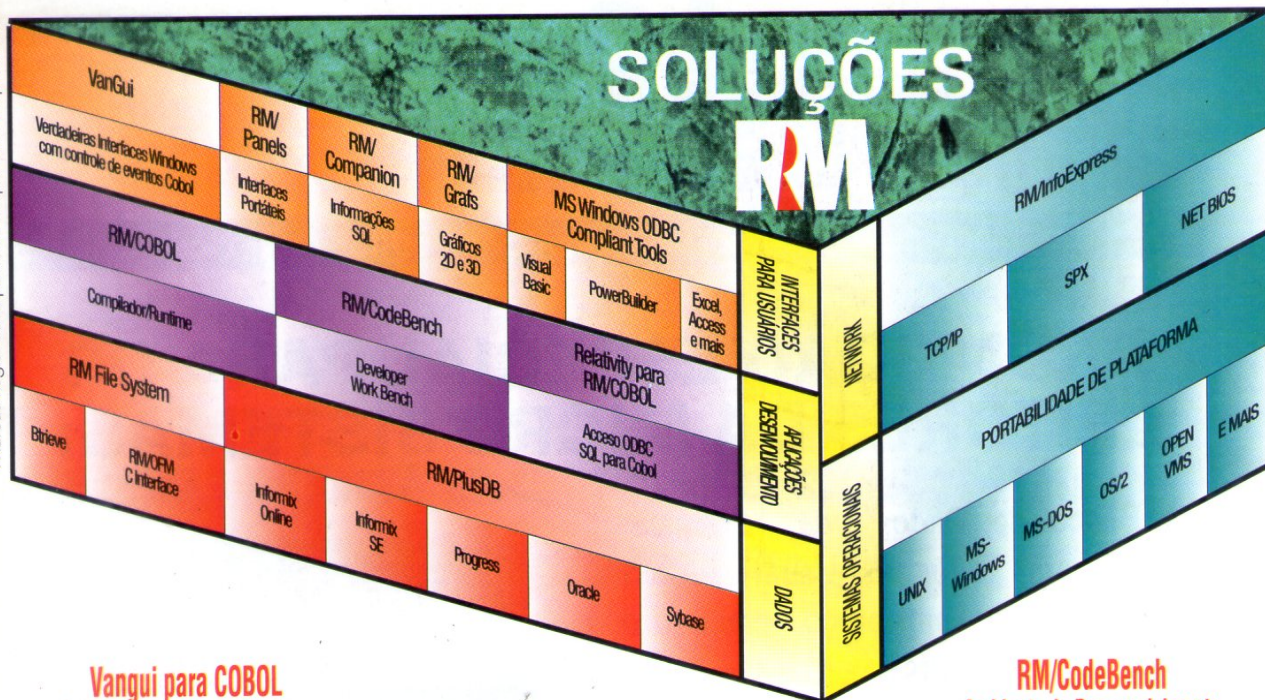 SOLUÇÕES
RM
VanGui
Verdadeiras Interfaces Windows
com controle de eventos Cobol
RM/
Panels
Interfaces
Portáteis
RM/
Companion
Informações
SQL
RM/
Grafs
Gráficos
2D e 3D
MS Windows ODBC
Compliant Tools
Visual
Basic
PowerBuilder
Excel,
Access
e mais
INTERFACES
PARA USUÁRIOS
RM/COBOL
Compilador/Runtime
RM/CodeBench
Developer
Work Bench
Relativity para
RM/COBOL
Acceso ODBC
SQL para Cobol
APLICAÇÕES
DESEMVOLVIMENTO
RM File System
Btrieve
RM/OFM
C Interface
RM/PlusDB
Informix
Online
Informix
SE
Progress
Oracle
Sybase
DADOS
NETWORK
RM/InfoExpress
TCP/IP
SPX
NET BIOS
SISTEMAS OPERACIONAIS
PORTABILIDADE DE PLATAFORMA
UNIX
MS-
Windows
MS-DOS
OS/2
OPEN
VMS
E MAIS
Vangui para COBOL
RM/CodeBench